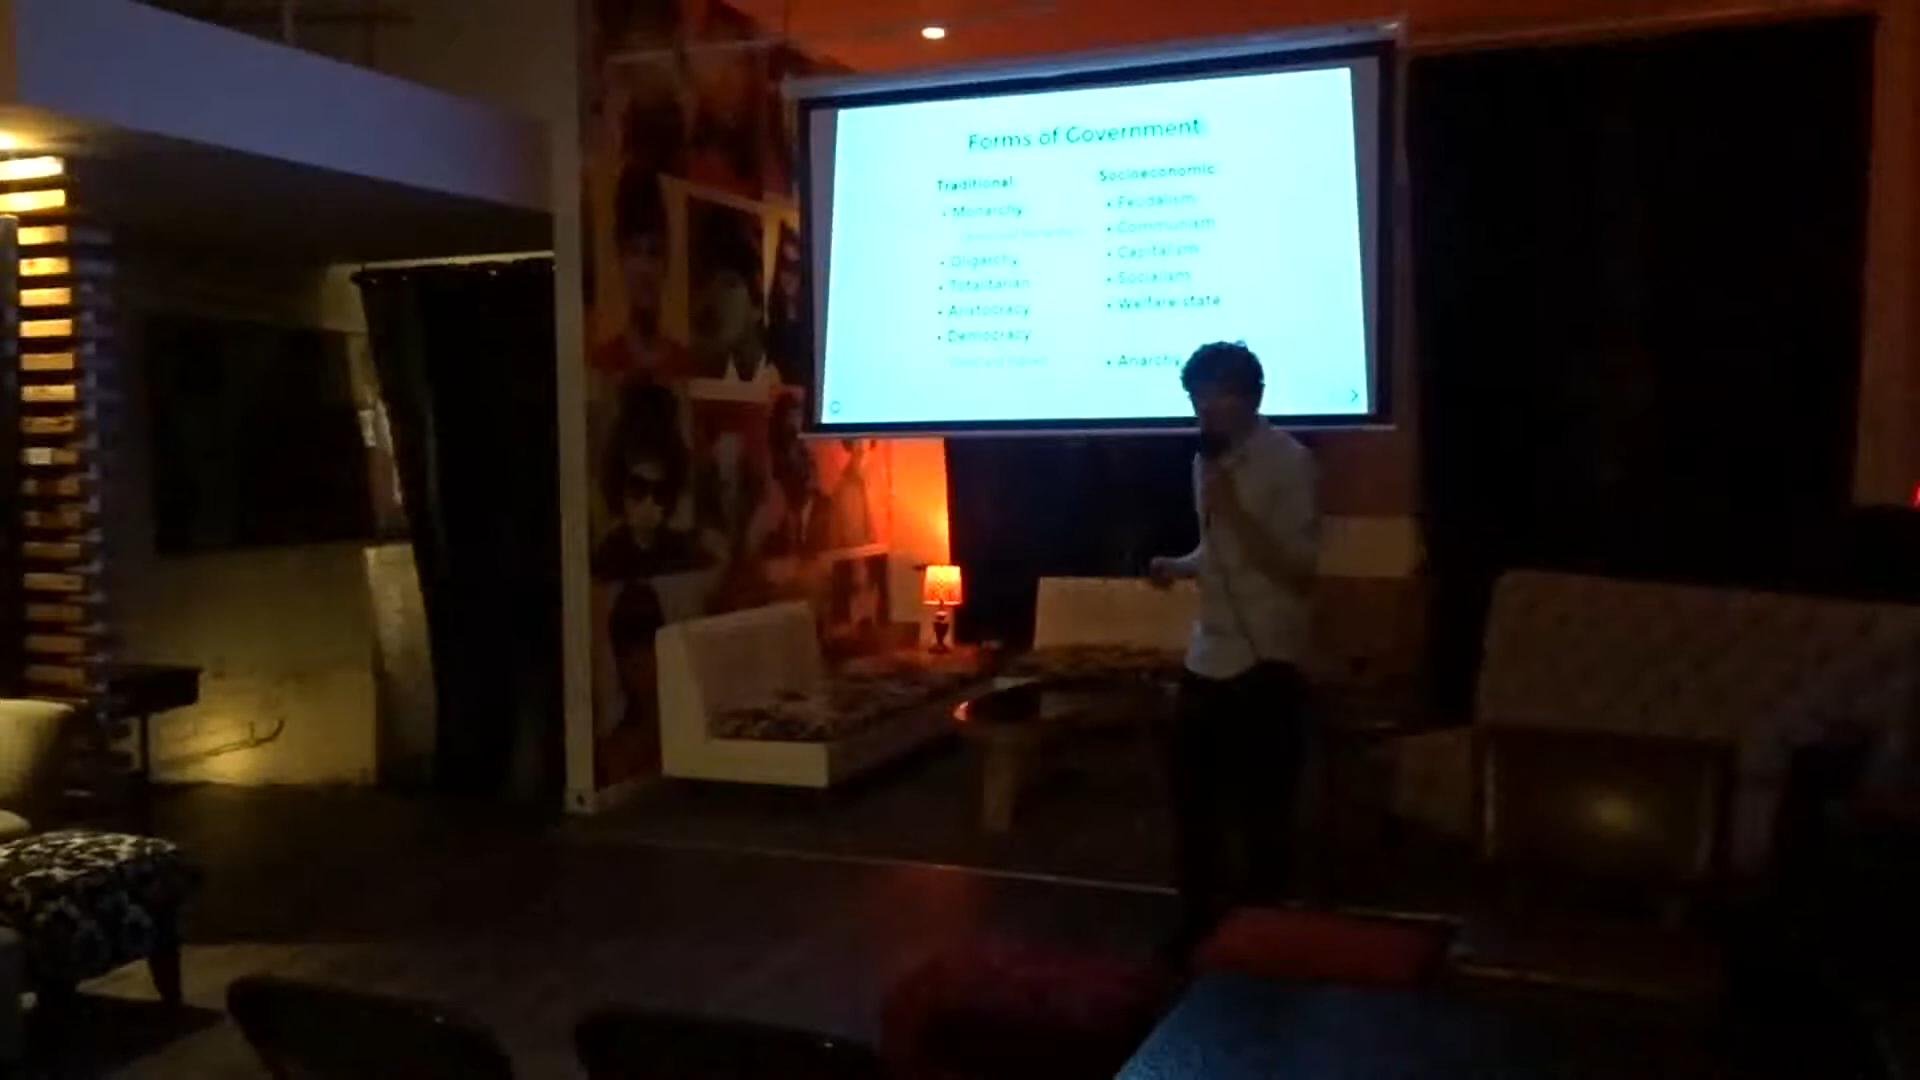 Forms of Government
Traditional:
• Monarchy
• Oligarchy
• Totalitarian
• Aristocracy
• Democracy
Socioeconomic:
• Feudalism
• Communism
• Capitalism
• Socialism
• Welfare state
• Anarchy